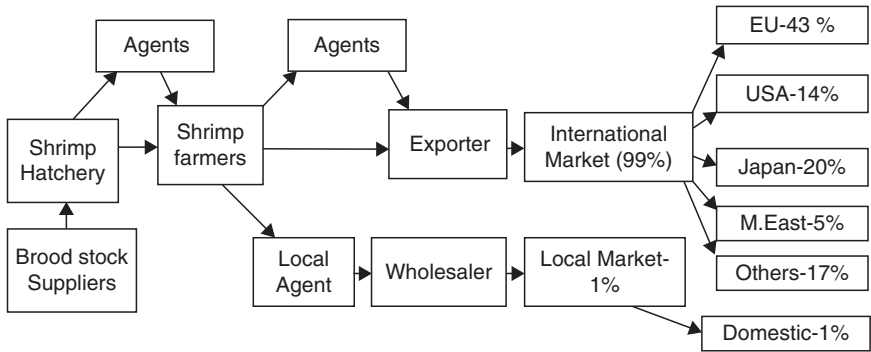 Agents
Agents
EU-43 %
USA-14%
Shrimp
Hatchery
Shrimp
farmers
Exporter
International
Market (99%)
Japan-20%
M.East-5%
Brood stock
Suppliers
Local
Agent
Wholesaler
Local Market-
1%
Others-17%
Domestic-1%